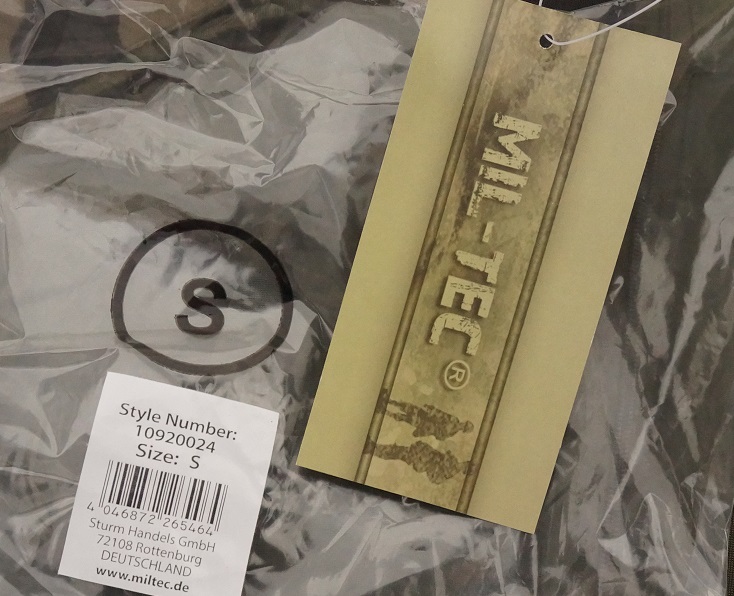 MIL-TEC®
S
Style Number:
10920024
Size: S
4 046872 265464
Sturm Handels GmbH
72108 Rottenburg
DEUTSCHLAND
www.miltec.de